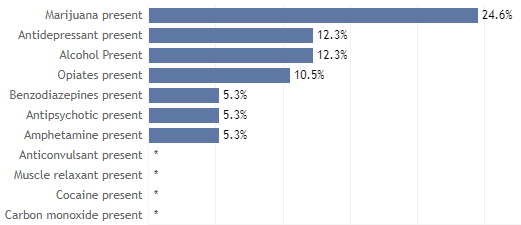 Marijuana present 24.6%
Antidepressant present 12.3%
Alcohol Present 12.3%
Opiates present 10.5%
Benzodiazepines present 5.3%
Antipsychotic present 5.3%
Amphetamine present 5.3%
Anticonvulsant present *
Muscle relaxant present *
Cocaine present *
Carbon monoxide present *